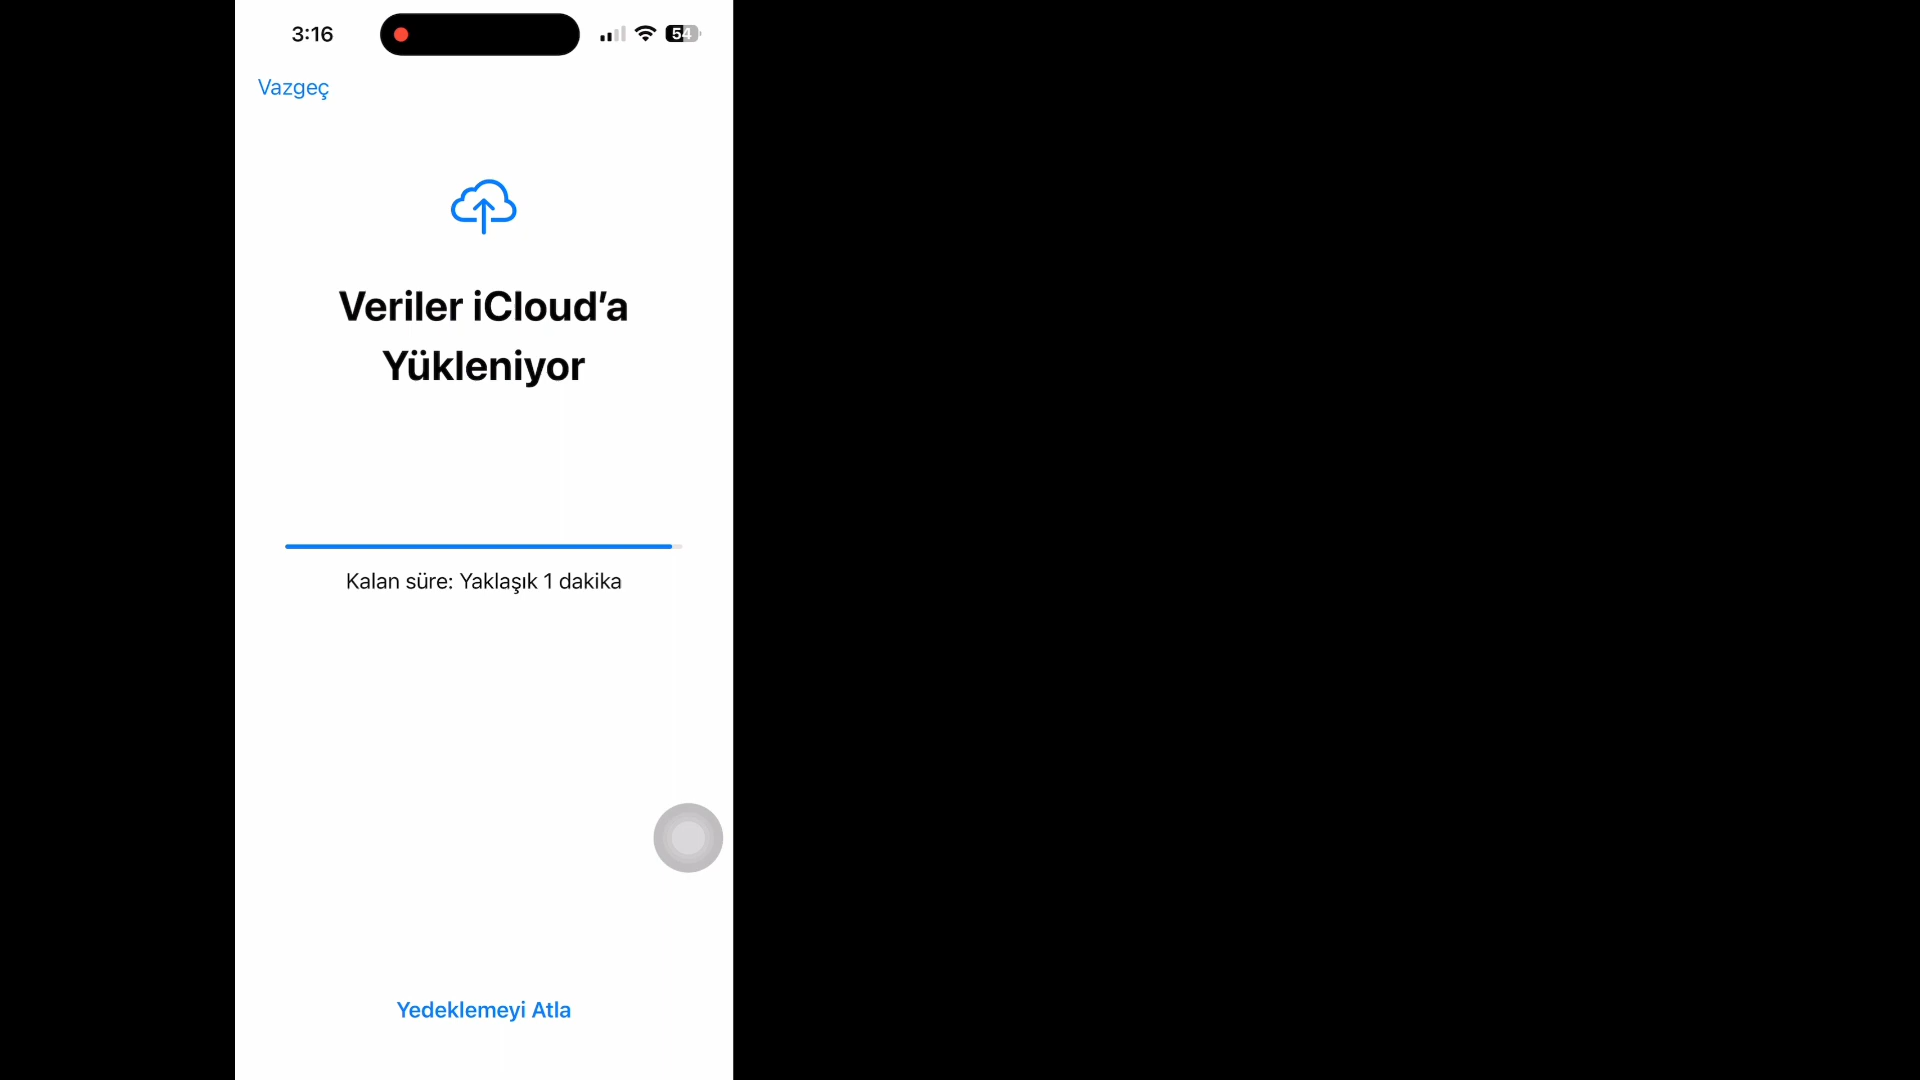 3:16
54
Vazgeç
Veriler iCloud’a
Yükleniyor
Kalan süre: Yaklaşık 1 dakika
Yedeklemeyi Atla